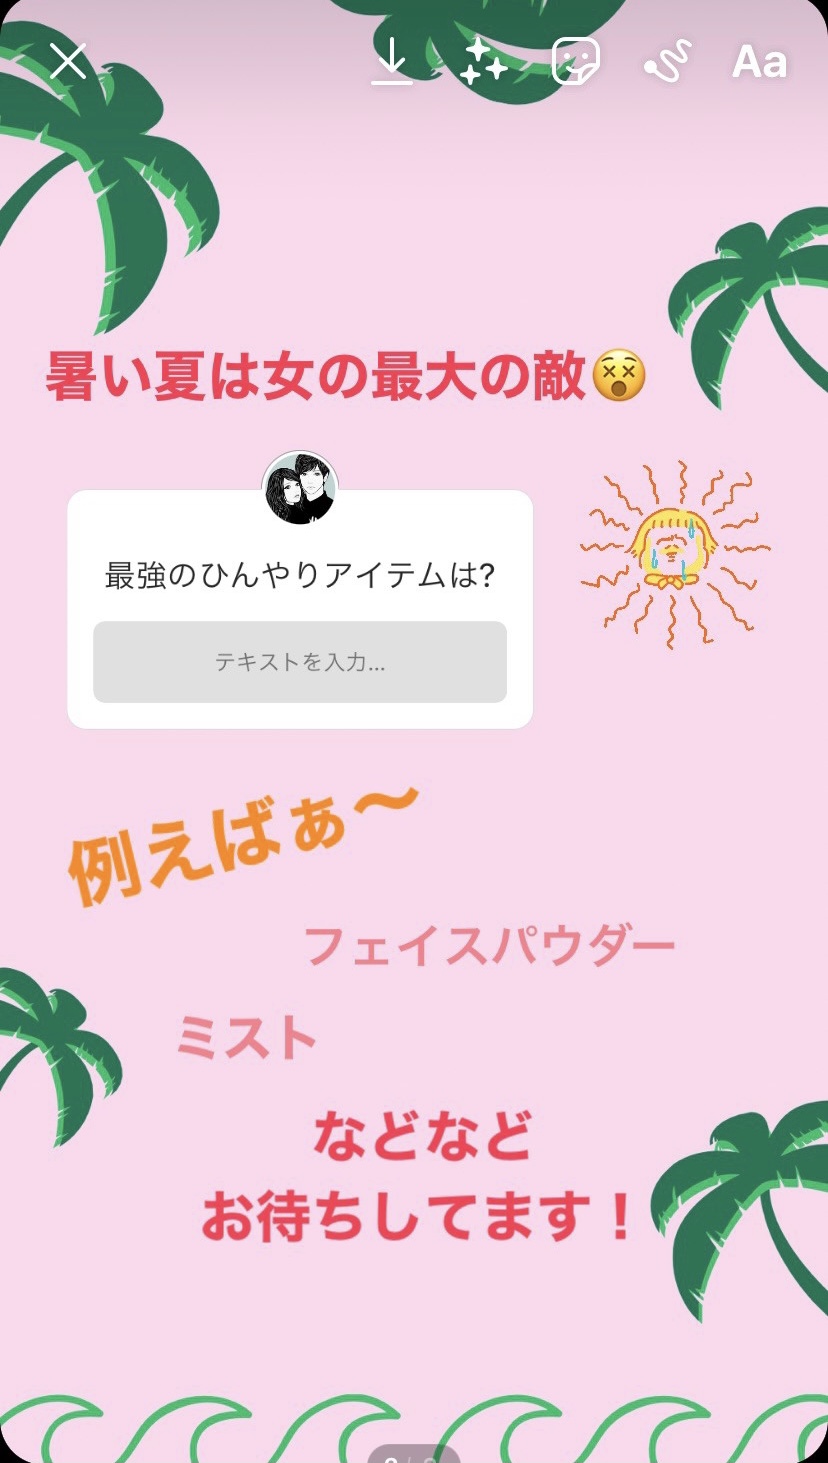 Aa
暑い夏は女の最大の敵😵
最強のひんやりアイテムは?
テキストを入力...
例えばぁ〜
フェイスパウダー
ミスト
などなど
お待ちしてます！